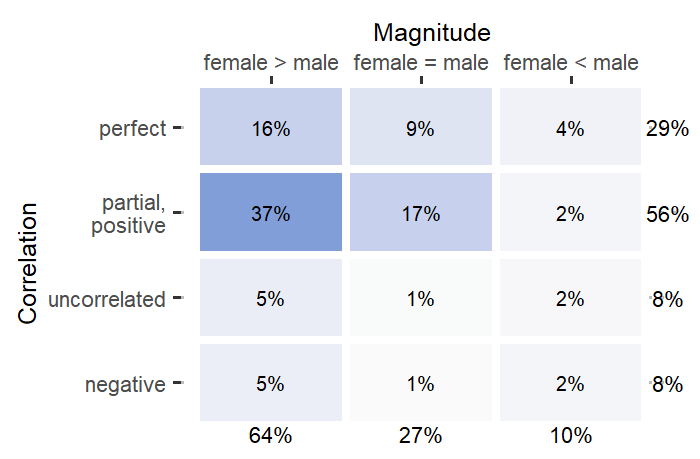 Magnitude
female > male female = male female < male
perfect 16% 9% 4% 29%
partial,
positive 37% 17% 2% 56%
uncorrelated 5% 1% 2% 8%
negative 5% 1% 2% 8%
64% 27% 10%
Correlation